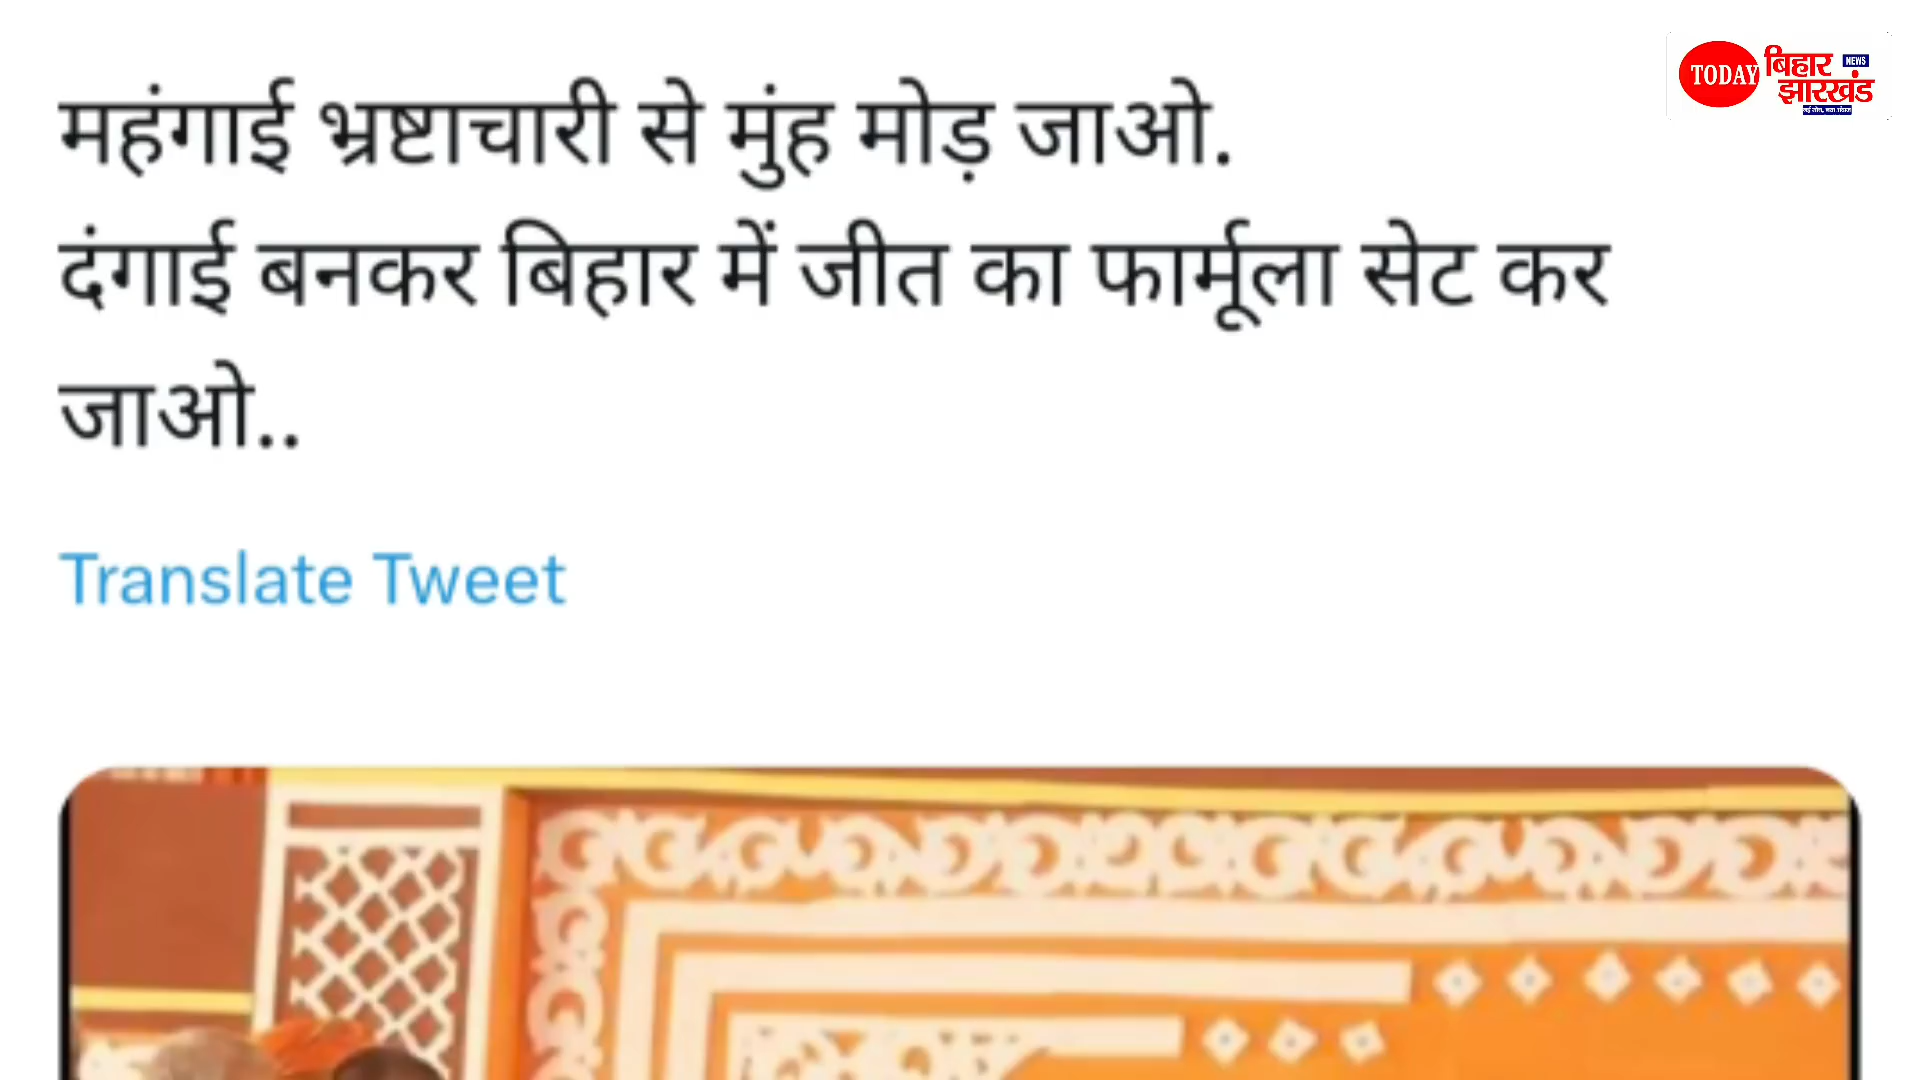 TODAY बिहार NEWS
झारखंड
महंगाई भ्रष्टाचारी से मुंह मोड़ जाओ.
दंगाई बनकर बिहार में जीत का फार्मूला सेट कर
जाओ..
Translate Tweet